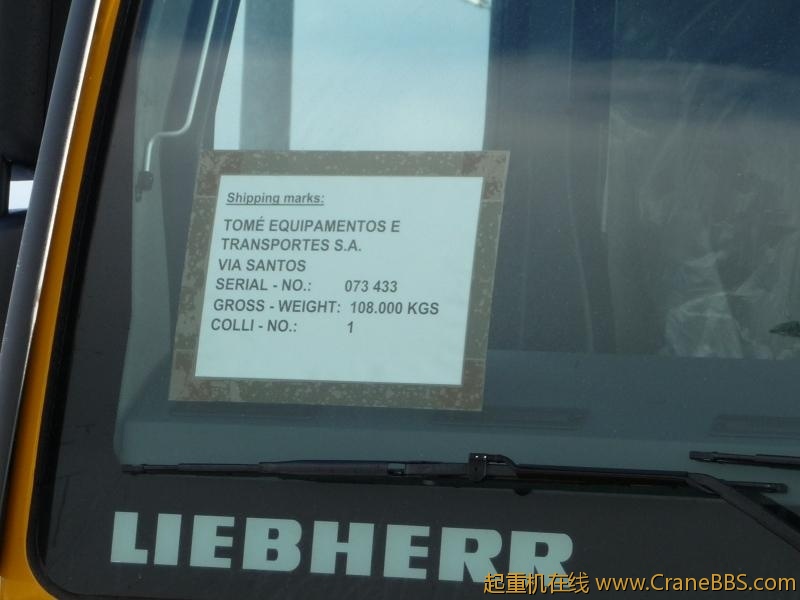 Shipping marks:
TOMÉ EQUIPAMENTOS E
TRANSPORTES S.A.
VIA SANTOS
SERIAL - NO.: 073 433
GROSS - WEIGHT: 108.000 KGS
COLLI - NO.: 1
LIEBHERR
起重机在线 www.CraneBBS.com